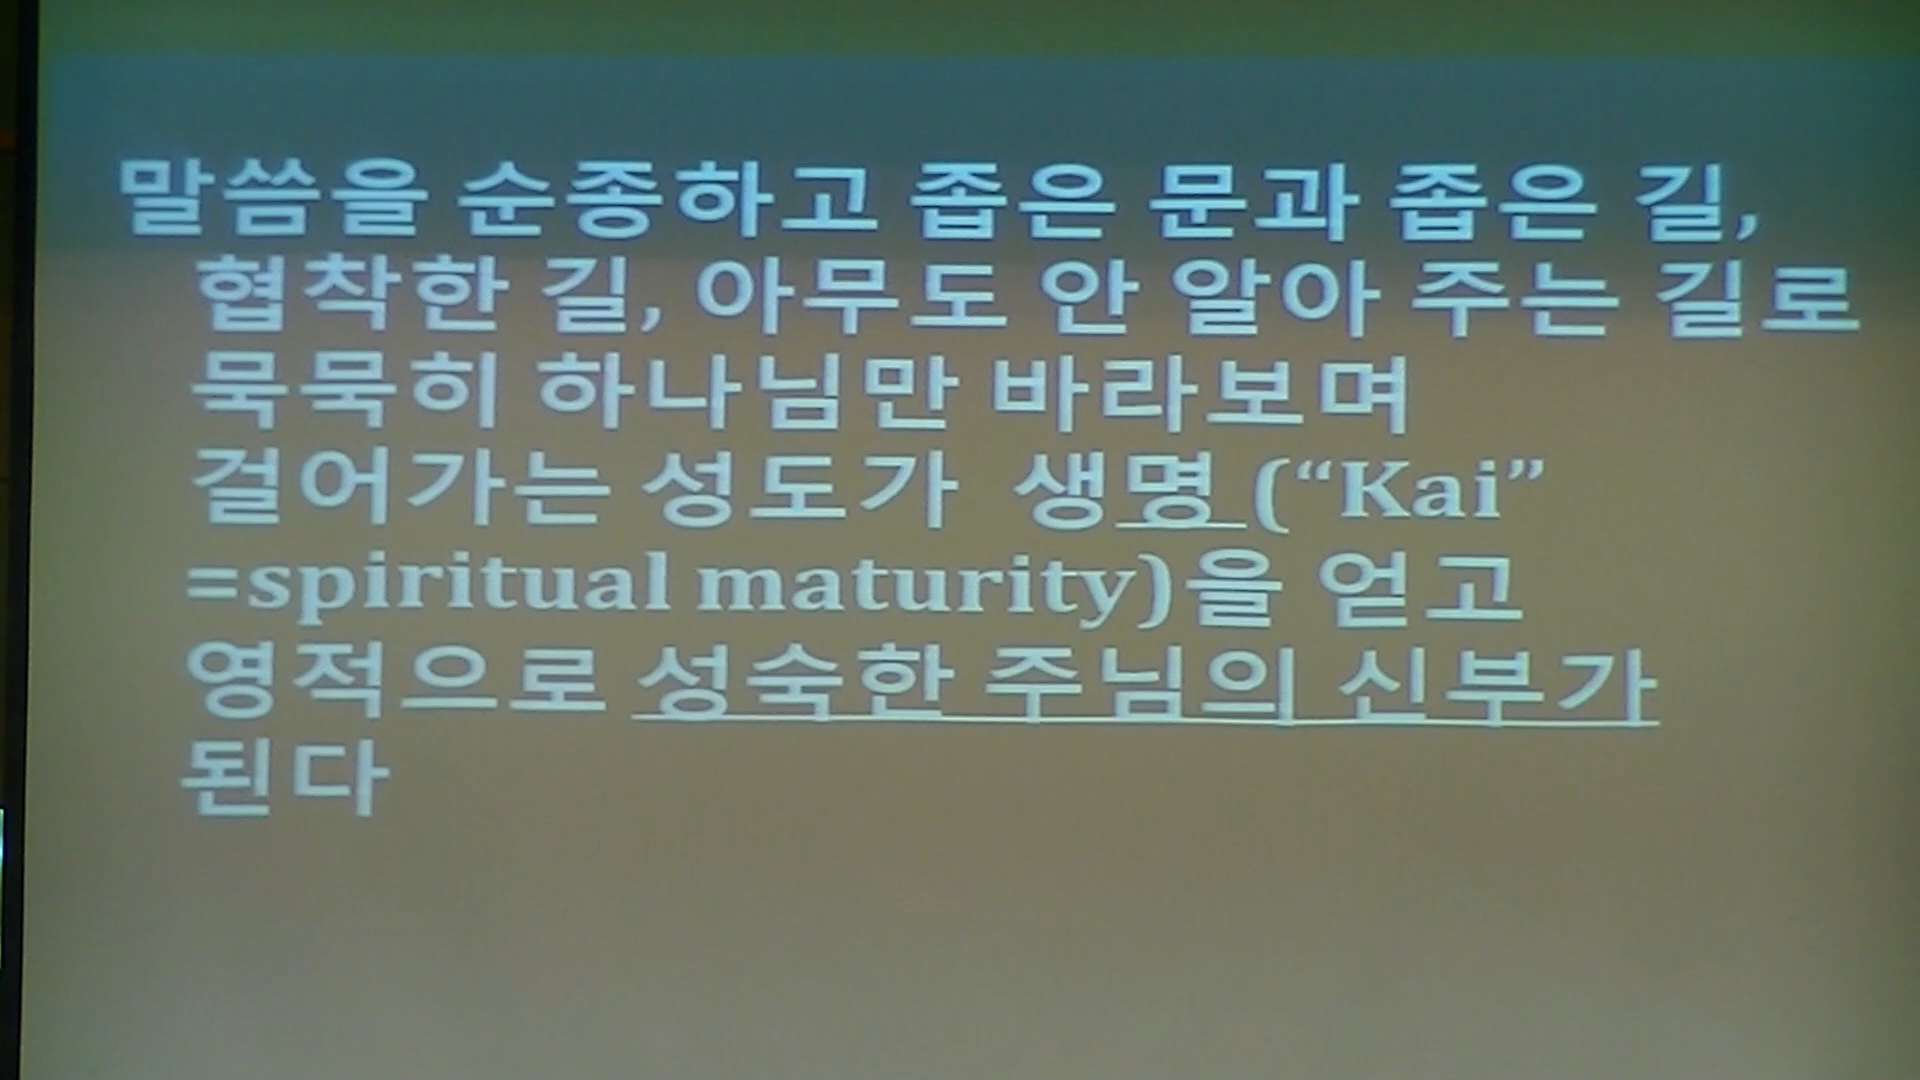 말씀을 순종하고 좁은 문과 좁은 길,
협착한 길, 아무도 안 알아 주는 길로
묵묵히 하나님만 바라보며
걸어가는 성도가 생명 (“Kai”
=spiritual maturity)을 얻고
영적으로 성숙한 주님의 신부가
된다